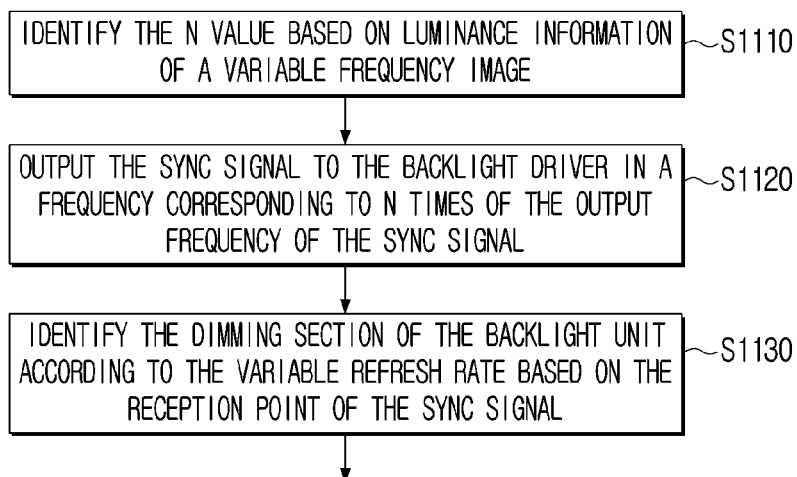 IDENTIFY THE N VALUE BASED ON LUMINANCE INFORMATION
OF A VARIABLE FREQUENCY IMAGE
S1110
OUTPUT THE SYNC SIGNAL TO THE BACKLIGHT DRIVER IN A
FREQUENCY CORRESPONDING TO N TIMES OF THE OUTPUT
FREQUENCY OF THE SYNC SIGNAL
S1120
IDENTIFY THE DIMMING SECTION OF THE BACKLIGHT UNIT
ACCORDING TO THE VARIABLE REFRESH RATE BASED ON THE
RECEPTION POINT OF THE SYNC SIGNAL
S1130